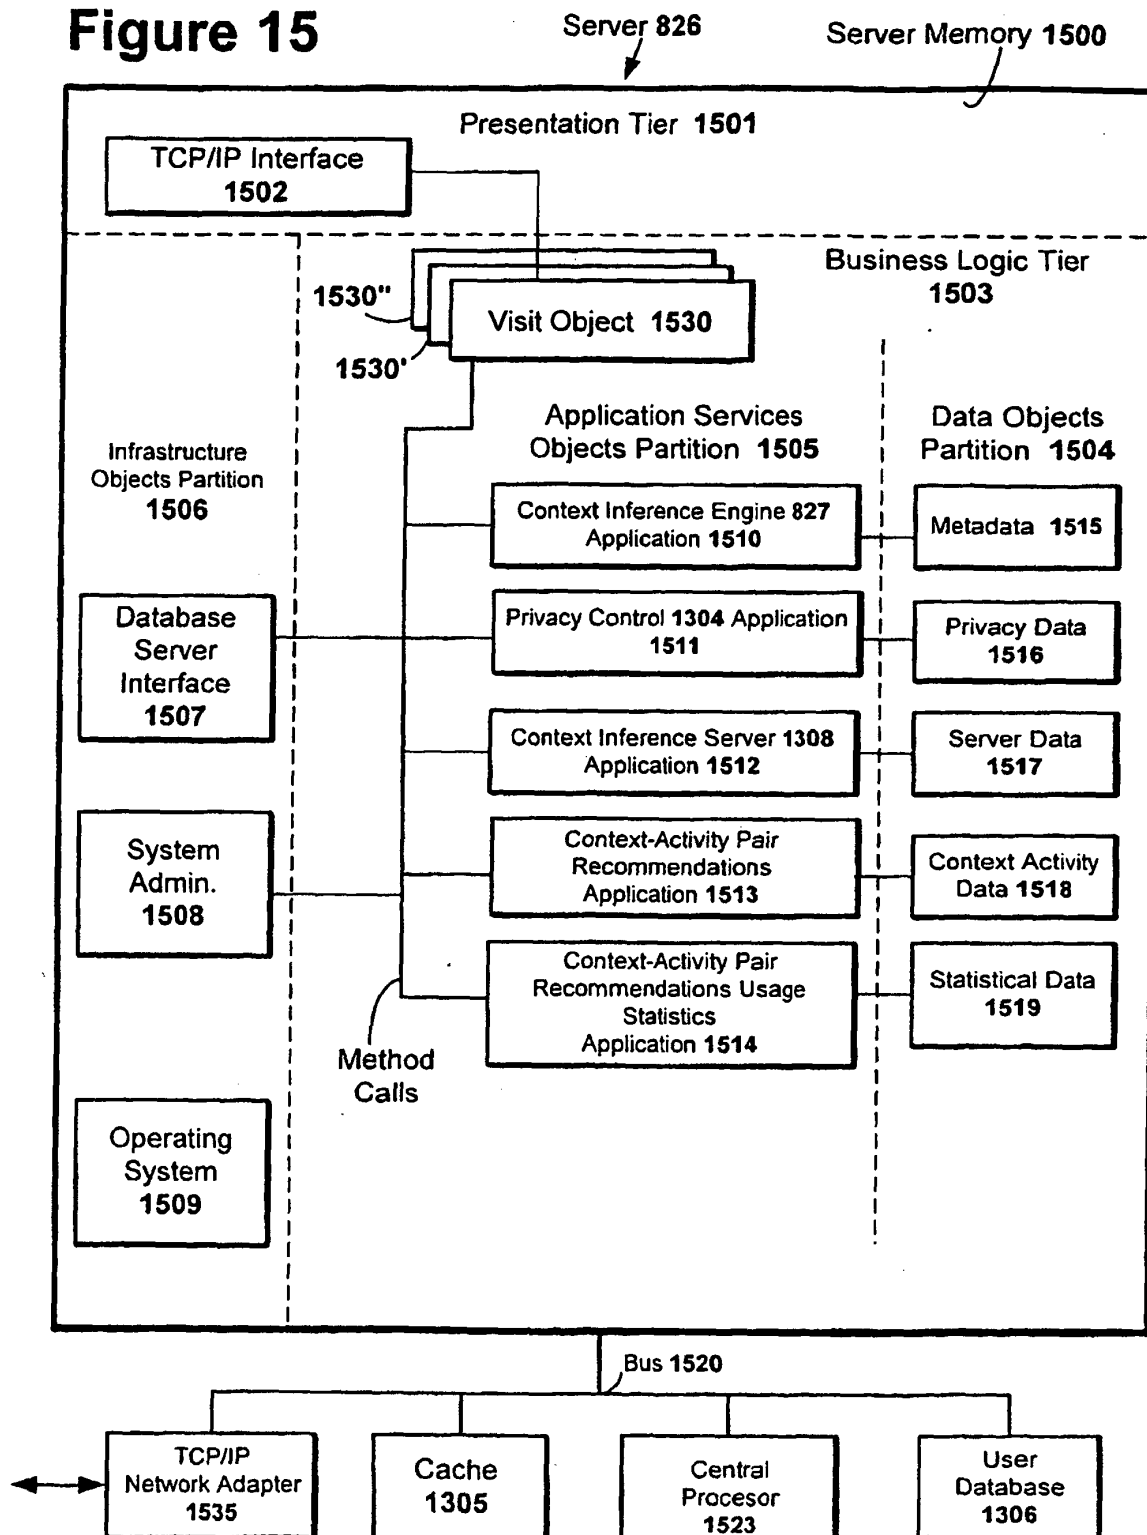 Figure 15
Server 826
Server Memory 1500
Presentation Tier 1501
TCP/IP Interface
1502
Business Logic Tier
1503
1530"
Visit Object 1530
1530'
Infrastructure
Objects Partition
1506
Application Services
Objects Partition 1505
Data Objects
Partition 1504
Context Inference Engine 827
Application 1510
Metadata 1515
Database
Server
Interface
1507
Privacy Control 1304 Application
1511
Privacy Data
1516
Context Inference Server 1308
Application 1512
Server Data
1517
System
Admin.
1508
Context-Activity Pair
Recommendations
Application 1513
Context Activity
Data 1518
Context-Activity Pair
Recommendations Usage
Statistics
Application 1514
Statistical Data
1519
Method
Calls
Operating
System
1509
Bus 1520
TCP/IP
Network Adapter
1535
Cache
1305
Central
Procesor
1523
User
Database
1306